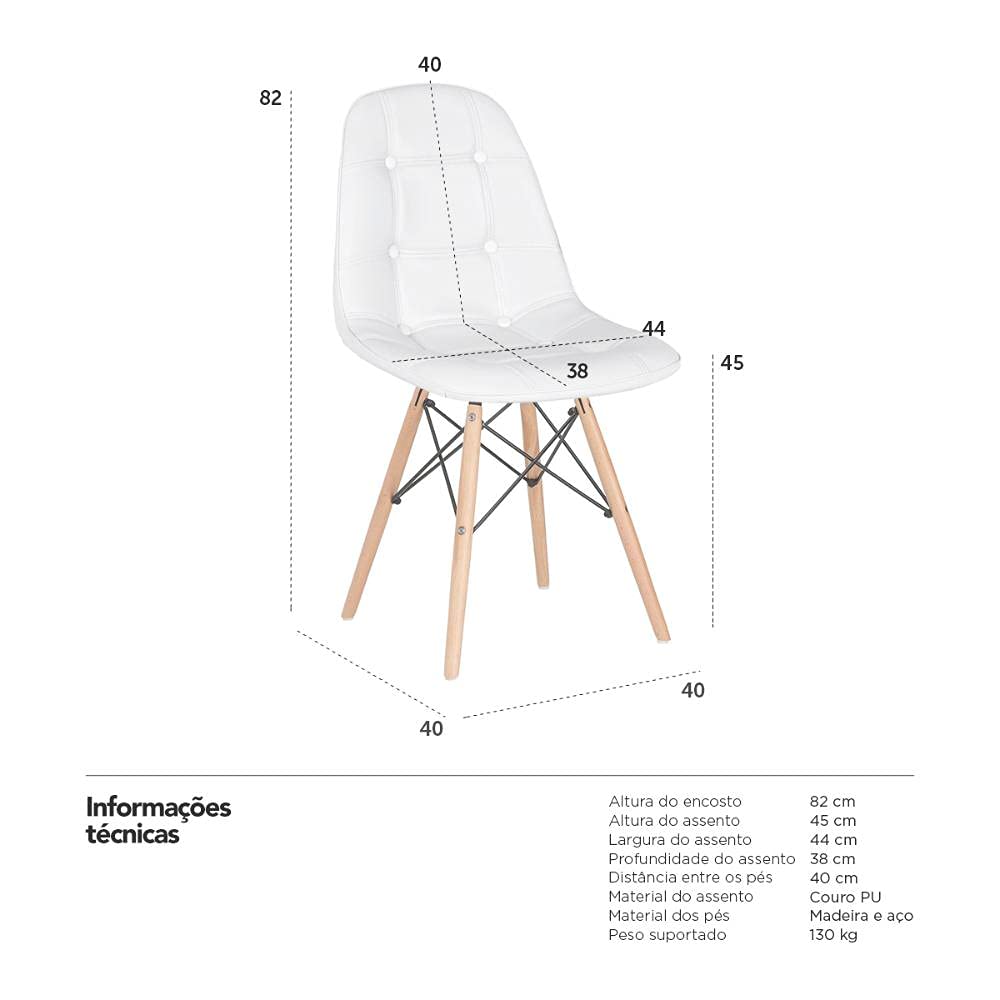 40
82
44
38
45
40
40
Informações
técnicas
Altura do encosto 82 cm
Altura do assento 45 cm
Largura do assento 44 cm
Profundidade do assento 38 cm
Distância entre os pés 40 cm
Material do assento Couro PU
Material dos pés Madeira e aço
Peso suportado 130 kg